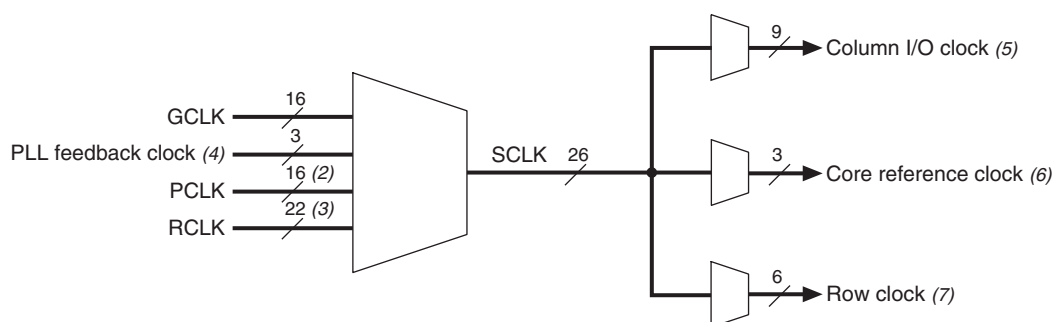 9
Column I/O clock (5)
16
GCLK
3
PLL feedback clock (4)
SCLK
26
3
Core reference clock (6)
16 (2)
PCLK
22 (3)
RCLK
6
Row clock (7)